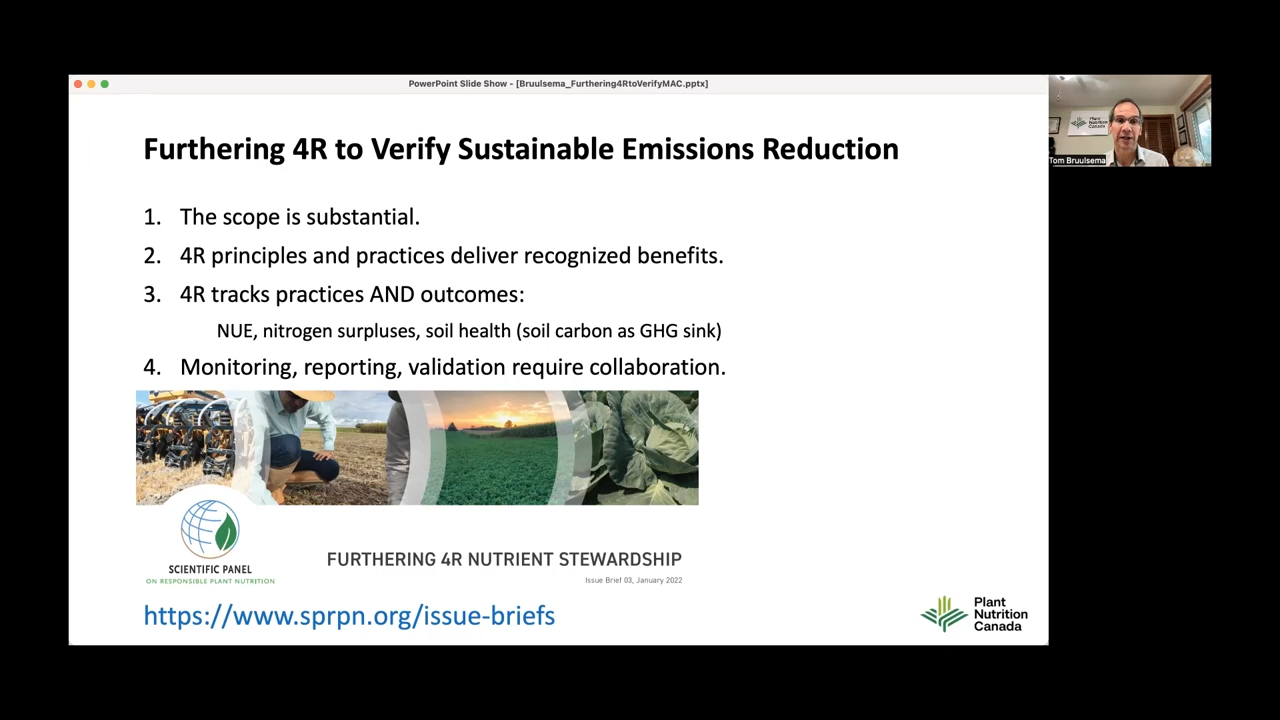 PowerPoint Slide Show - [Bruulsema_Furthering4RtoVerifyMAC.pptx]
Furthering 4R to Verify Sustainable Emissions Reduction
1. The scope is substantial.
2. 4R principles and practices deliver recognized benefits.
3. 4R tracks practices AND outcomes:
NUE, nitrogen surpluses, soil health (soil carbon as GHG sink)
4. Monitoring, reporting, validation require collaboration.
SCIENTIFIC PANEL
ON RESPONSIBLE PLANT NUTRITION
FURTHERING 4R NUTRIENT STEWARDSHIP
Issue Brief 03, January 2022
https://www.sprpn.org/issue-briefs
Plant
Nutrition
Canada
Plant
Nutrition
Canada
Tom Bruulsema